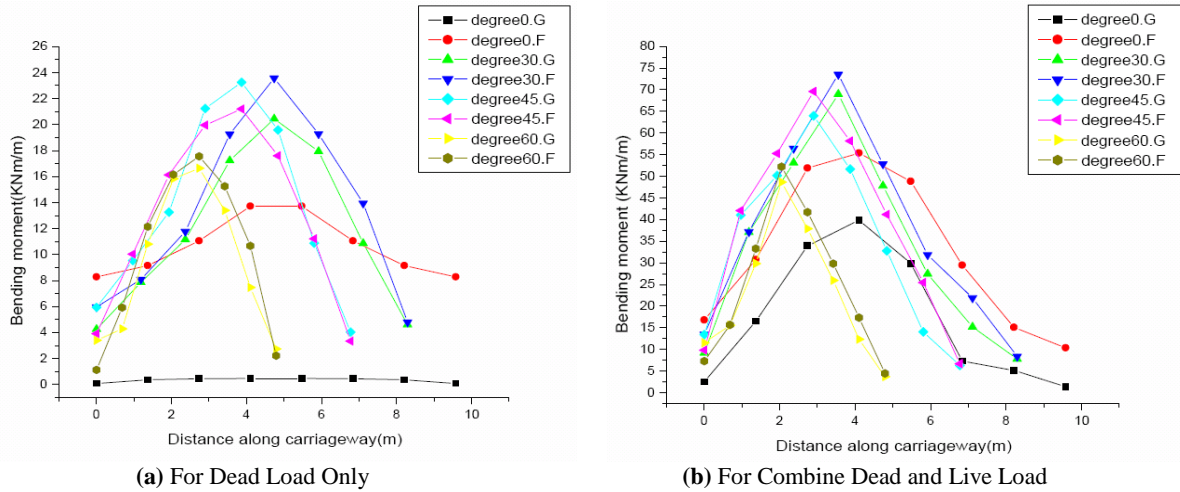 degree0.G
degree0.F
degree30.G
degree30.F
degree45.G
degree45.F
degree60.G
degree60.F
26
24
22
20
18
16
14
12
10
8
6
4
2
0
Bending moment(KNm/m)
0 2 4 6 8 10
Distance along carriageway(m)
(a) For Dead Load Only
degree0.G
degree0.F
degree30.G
degree30.F
degree45.G
degree45.F
degree60.G
degree60.F
80
75
70
65
60
55
50
45
40
35
30
25
20
15
10
5
0
Bending moment (KNm/m)
0 2 4 6 8 10
Distance along carriageway(m)
(b) For Combine Dead and Live Load